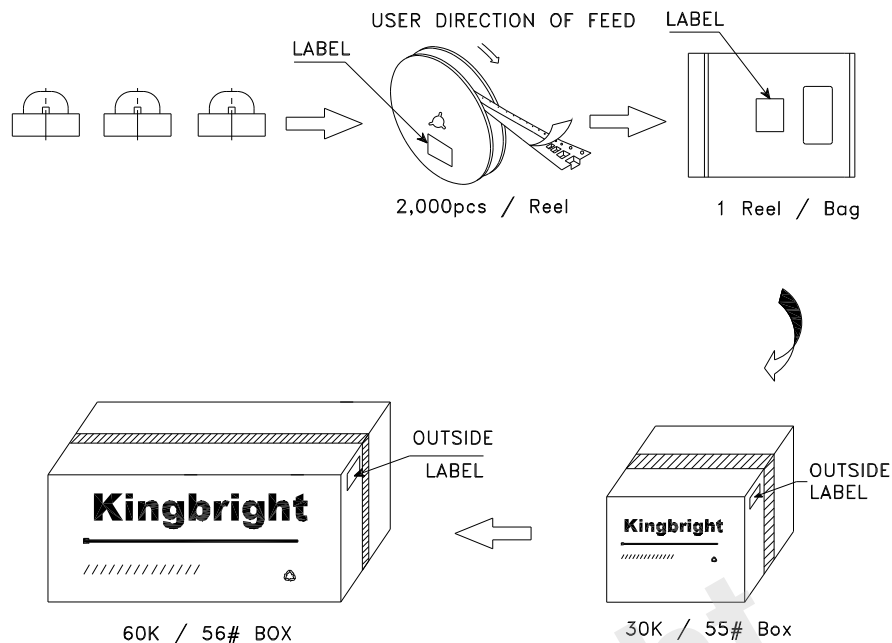 USER DIRECTION OF FEED
LABEL
LABEL
LABEL
2,000pcs / Reel
1 Reel / Bag
OUTSIDE
LABEL
Kingbright
60K / 56# BOX
OUTSIDE
LABEL
Kingbright
30K / 55# Box